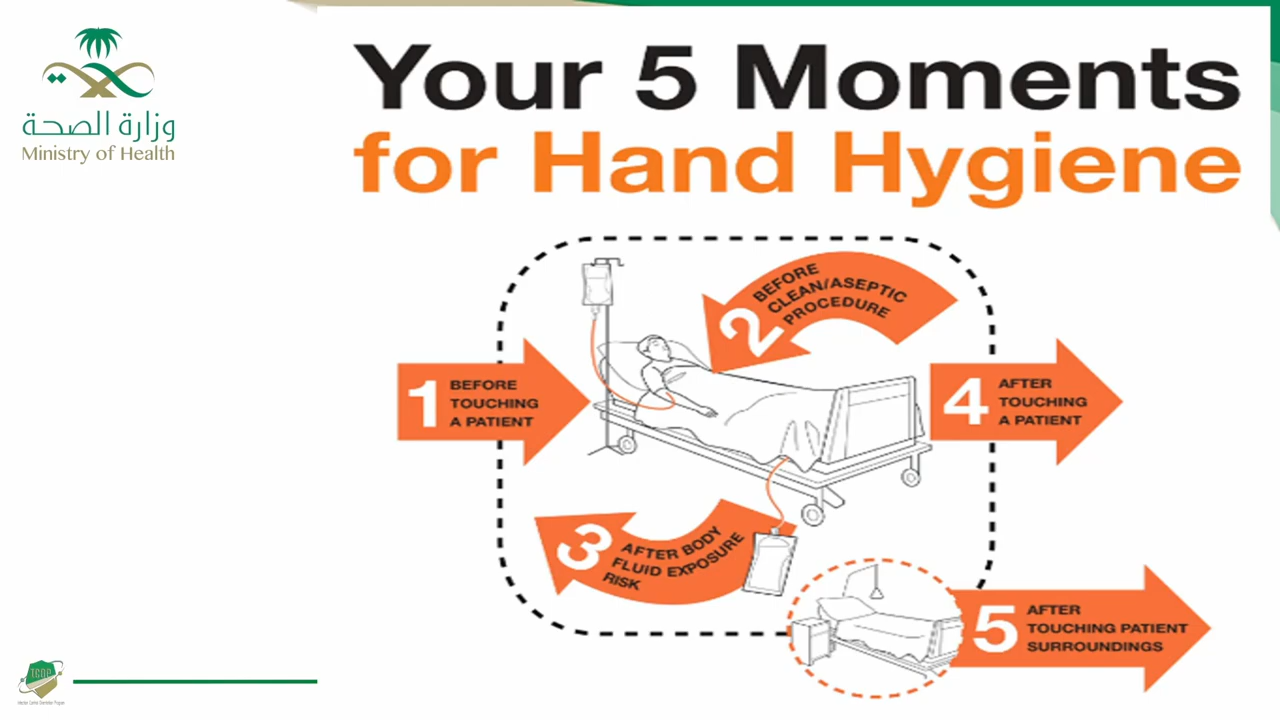 وزارة الصحة
Ministry of Health
Your 5 Moments
for Hand Hygiene
1
BEFORE
TOUCHING
A PATIENT
2
BEFORE
CLEAN/ASEPTIC
PROCEDURE
3
AFTER BODY
FLUID EXPOSURE
RISK
4
AFTER
TOUCHING
A PATIENT
5
AFTER
TOUCHING PATIENT
SURROUNDINGS